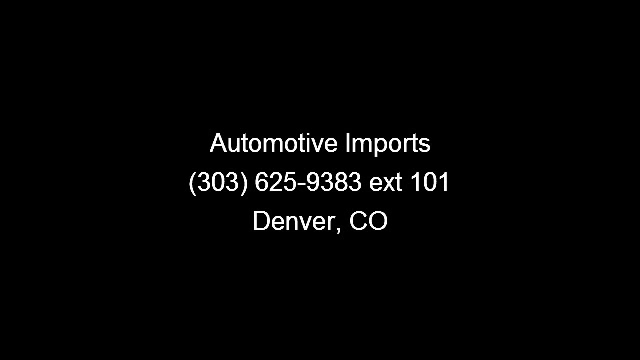 Automotive Imports
(303) 625-9383 ext 101
Denver, CO